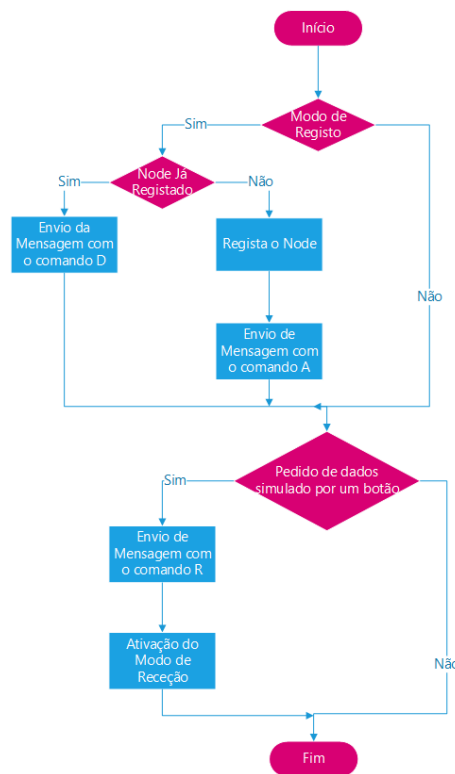 Início
Modo de
Registo
Sim
Node Já
Registado
Sim
Não
Envio da
Mensagem com
o comando D
Regista o Node
Não
Envio de
Mensagem com
o comando A
Pedido de dados
simulado por um botão
Sim
Envio de
Mensagem com
o comando R
Ativação do
Modo de
Receção
Não
Fim